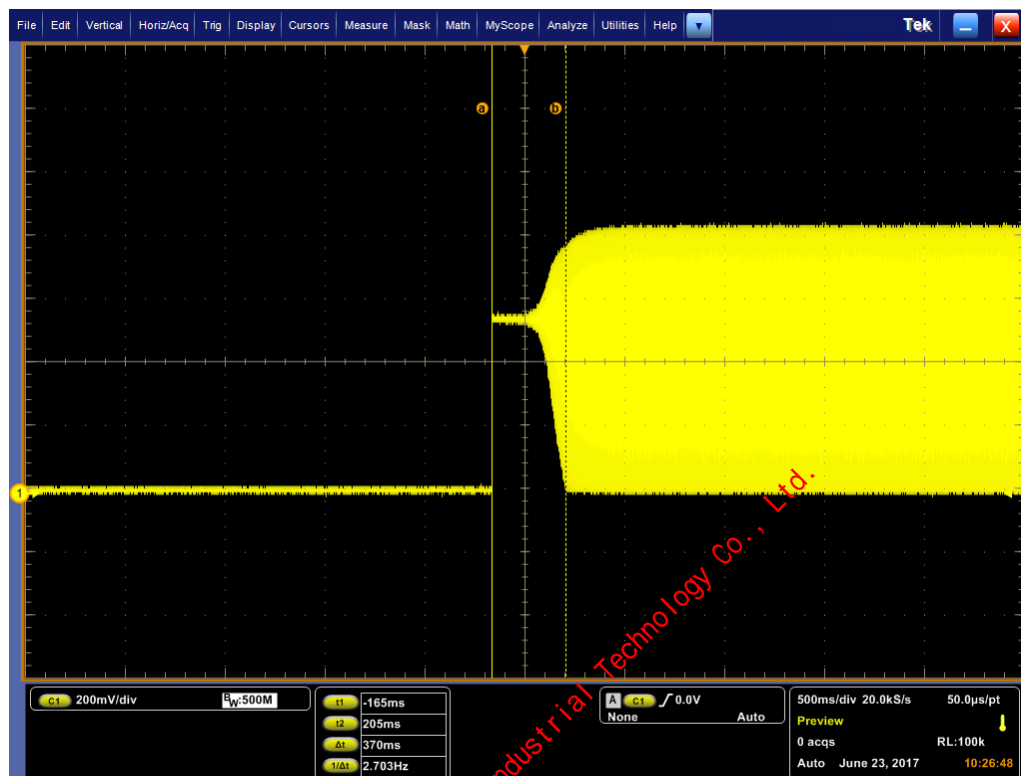 File Edit Vertical Horiz/Acq Trig Display Cursors Measure Mask Math MyScope Analyze Utilities Help Tek X
a b
1
C1 200mV/div BW:500M
t1 -165ms
t2 205ms
Δt 370ms
1/Δt 2.703Hz
A C1 0.0V
None Auto
500ms/div 20.0kS/s 50.0µs/pt
Preview
0 acqs RL:100k
Auto June 23, 2017 10:26:48
Industrial Technology Co., Ltd.